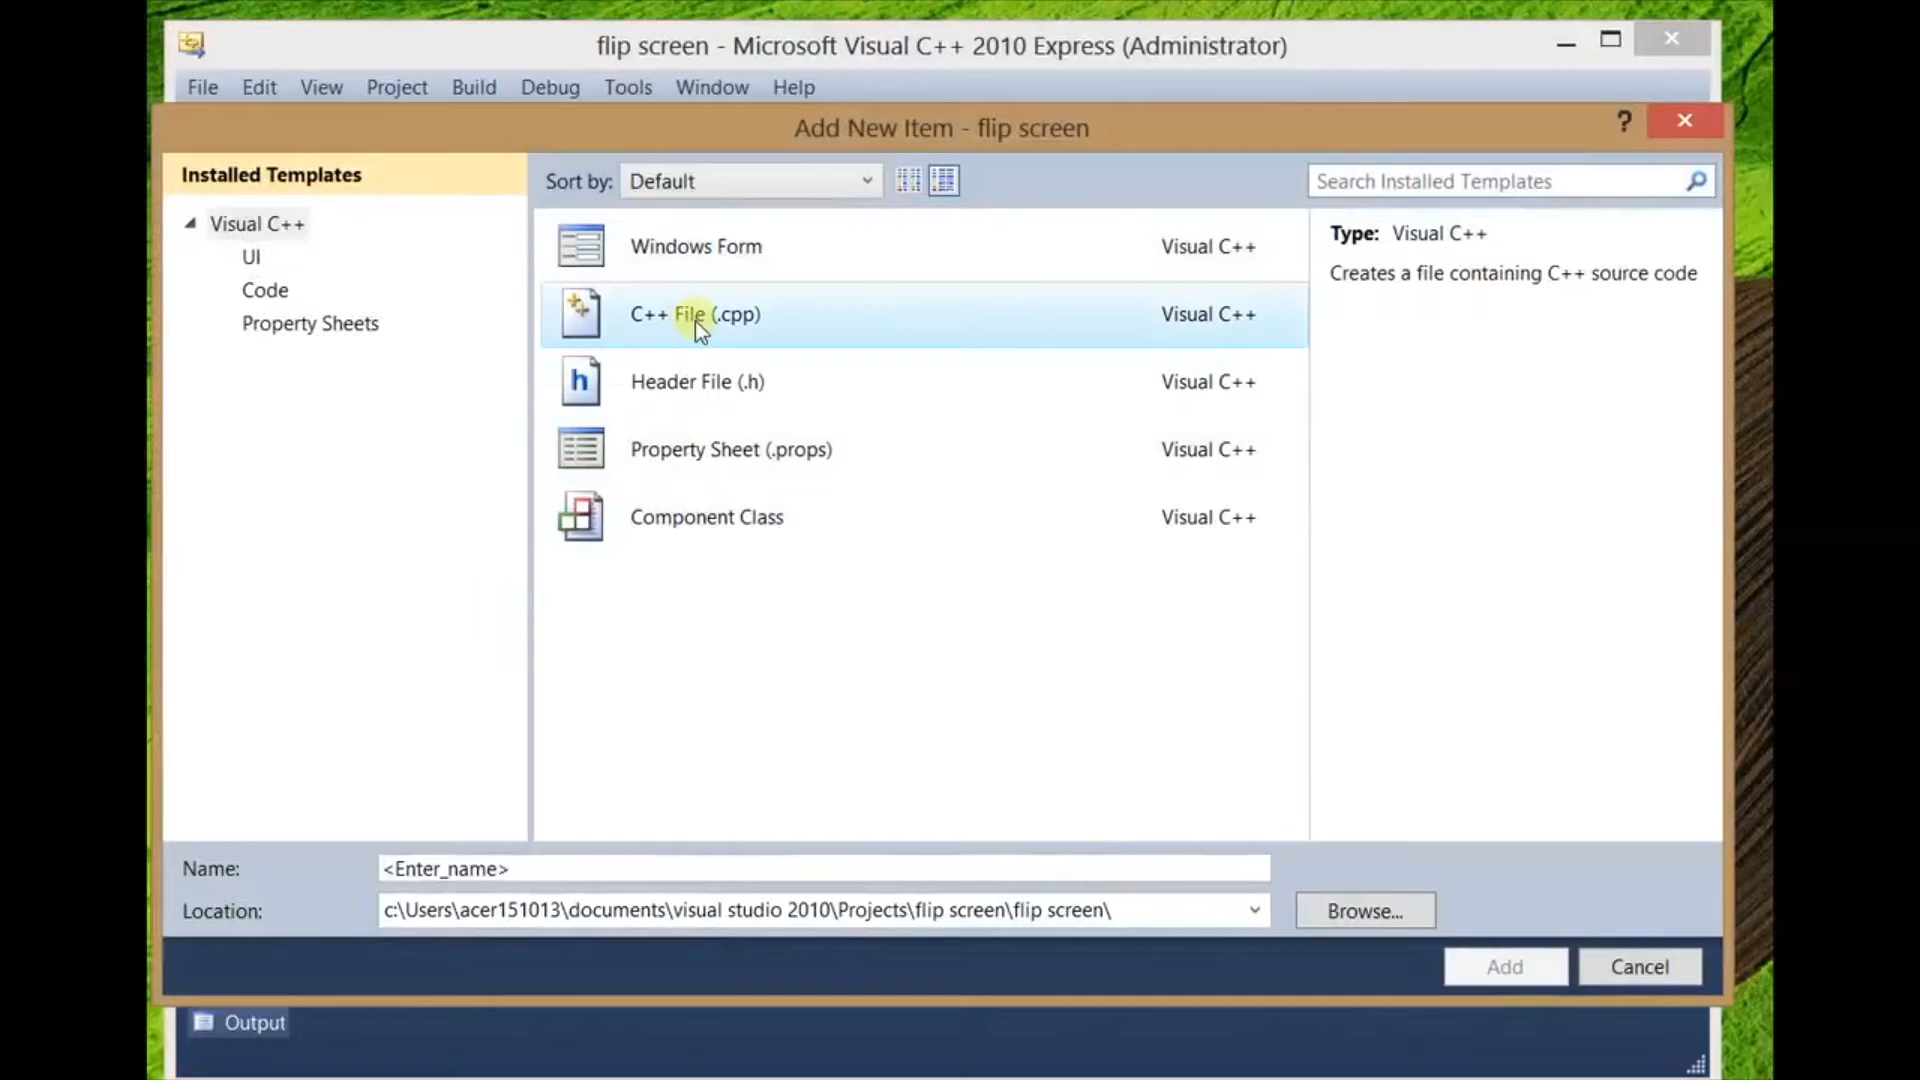 flip screen - Microsoft Visual C++ 2010 Express (Administrator)
File Edit View Project Build Debug Tools Window Help
Add New Item - flip screen
?
Installed Templates
Sort by: Default
Search Installed Templates
Visual C++
UI
Code
Property Sheets
Windows Form Visual C++
C++ File (.cpp) Visual C++
Header File (.h) Visual C++
Property Sheet (.props) Visual C++
Component Class Visual C++
Type: Visual C++
Creates a file containing C++ source code
Name: <Enter_name>
Location: c:\Users\acer151013\documents\visual studio 2010\Projects\flip screen\flip screen\
Browse...
Add Cancel
Output